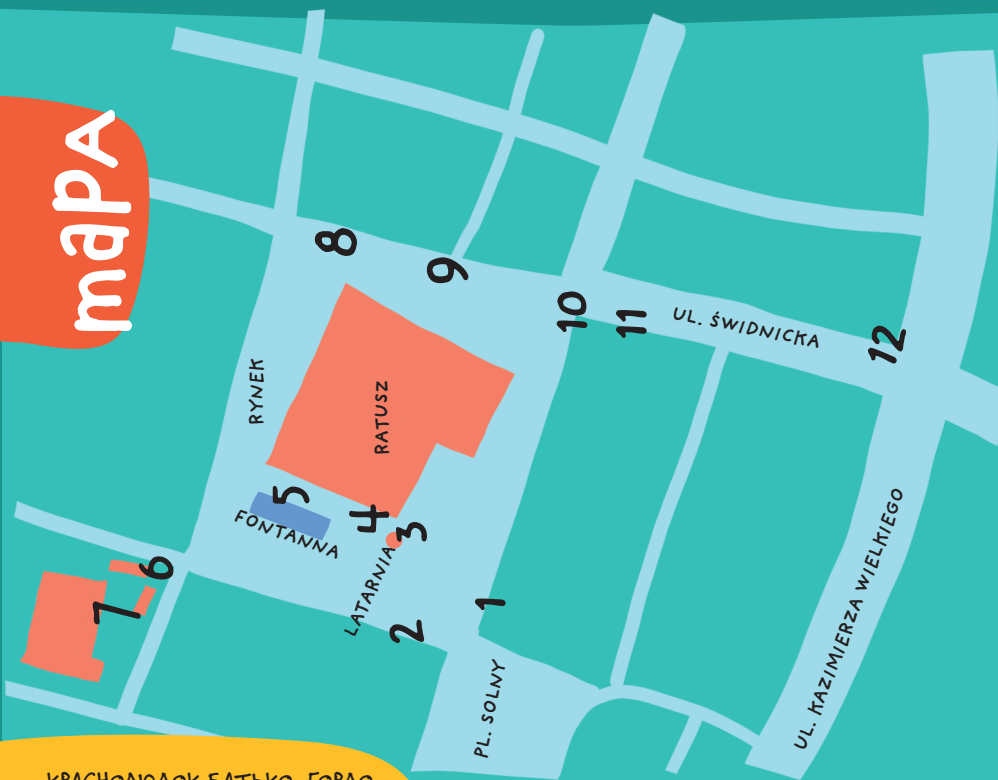 mapA
8
9
10
11
UL. ŚWIDNICKA
12
RYNEK
RATUSZ
5
FONTANNA
4
3
LATARNIA
6
7
2
1
PL. SOLNY
UL. KAZIMIERZA WIELKIEGO